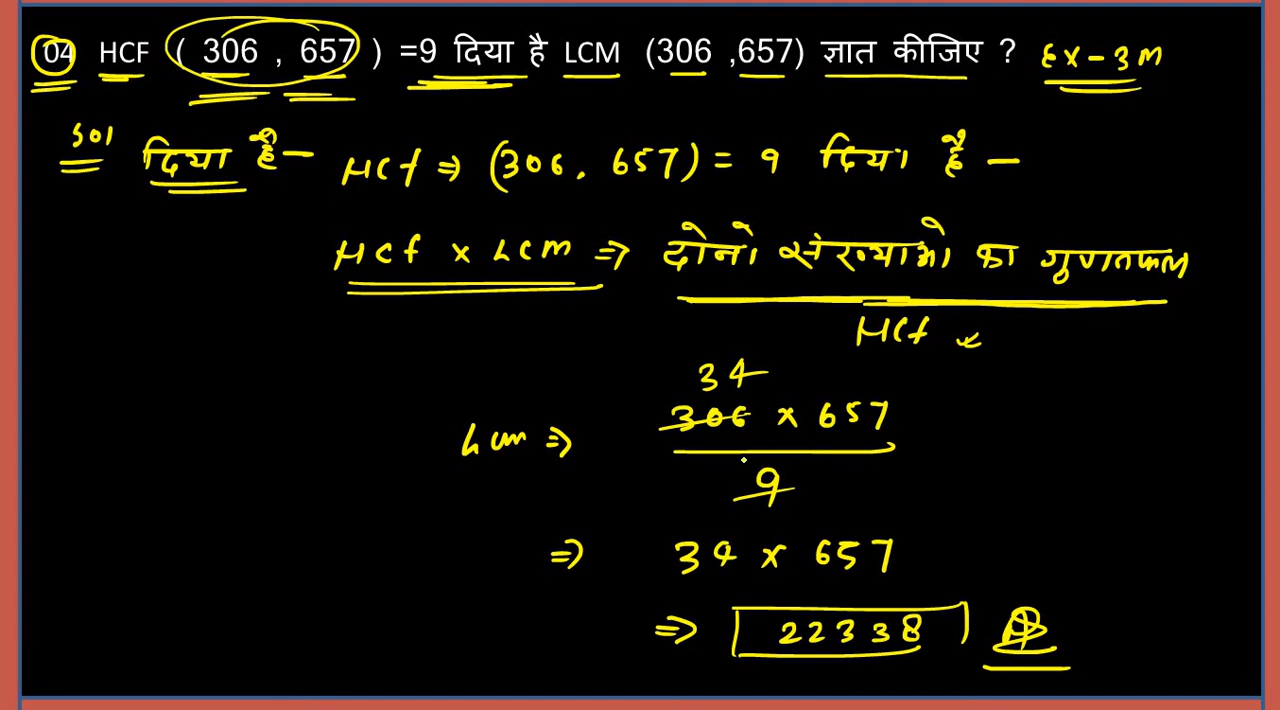 04 HCF ( 306 , 657 ) =9 दिया है LCM (306 ,657) ज्ञात कीजिए ? EX-3M
Sol दिया है- HCf ⇒ (306, 657) = 9 दिया है -
HCf x LCM ⇒ दोनो संख्याओ का गुणनफल
HCf
34
Lcm ⇒ 306 x 657
9
⇒ 34 x 657
⇒ 22338